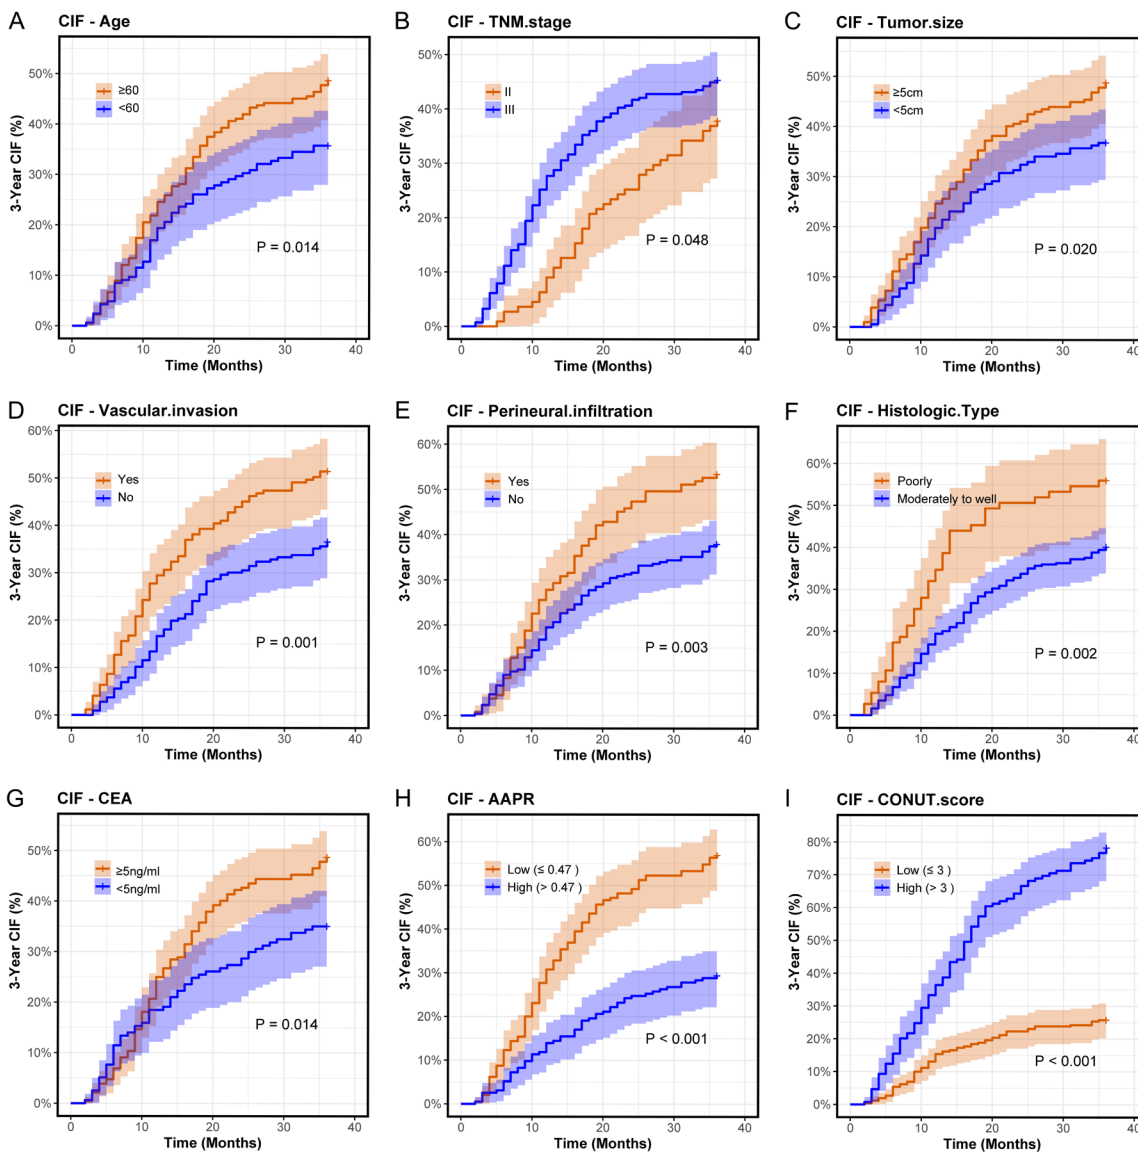 A
CIF - Age
3-Year CIF (%)
50%
40%
30%
20%
10%
0%
≥60
<60
P = 0.014
0 10 20 30 40
Time (Months)
B
CIF - TNM.stage
3-Year CIF (%)
50%
40%
30%
20%
10%
0%
II
III
P = 0.048
0 10 20 30 40
Time (Months)
C
CIF - Tumor.size
3-Year CIF (%)
50%
40%
30%
20%
10%
0%
≥5cm
<5cm
P = 0.020
0 10 20 30 40
Time (Months)
D
CIF - Vascular.invasion
3-Year CIF (%)
60%
50%
40%
30%
20%
10%
0%
Yes
No
P = 0.001
0 10 20 30 40
Time (Months)
E
CIF - Perineural.infiltration
3-Year CIF (%)
60%
50%
40%
30%
20%
10%
0%
Yes
No
P = 0.003
0 10 20 30 40
Time (Months)
F
CIF - Histologic.Type
3-Year CIF (%)
60%
40%
20%
0%
Poorly
Moderately to well
P = 0.002
0 10 20 30 40
Time (Months)
G
CIF - CEA
3-Year CIF (%)
50%
40%
30%
20%
10%
0%
≥5ng/ml
<5ng/ml
P = 0.014
0 10 20 30 40
Time (Months)
H
CIF - AAPR
3-Year CIF (%)
60%
50%
40%
30%
20%
10%
0%
Low (≤ 0.47 )
High (> 0.47 )
P < 0.001
0 10 20 30 40
Time (Months)
I
CIF - CONUT.score
3-Year CIF (%)
80%
70%
60%
50%
40%
30%
20%
10%
0%
Low (≤ 3 )
High (> 3 )
P < 0.001
0 10 20 30 40
Time (Months)